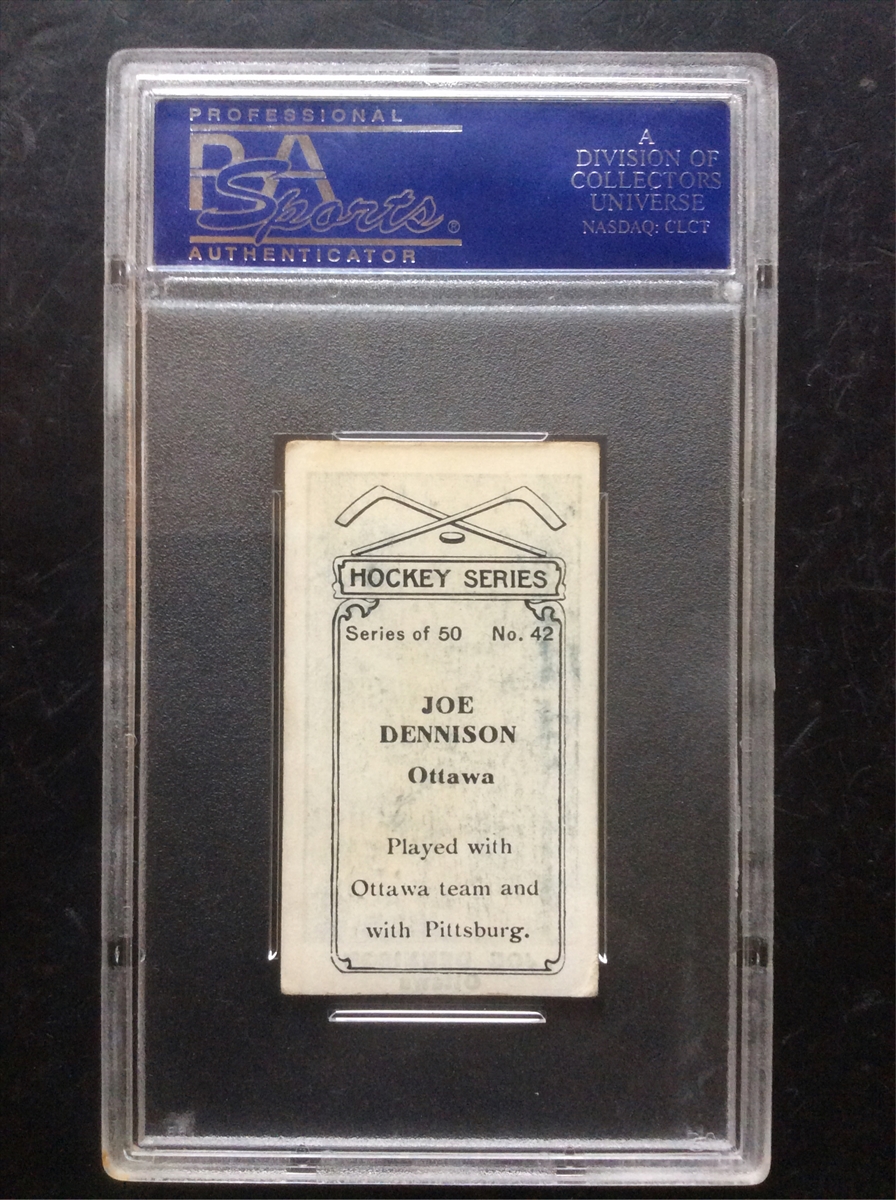 PROFESSIONAL
PSA
Sports®
AUTHENTICATOR
A
DIVISION OF
COLLECTORS
UNIVERSE
NASDAQ: CLCT
HOCKEY SERIES
Series of 50 No. 42
JOE
DENNISON
Ottawa
Played with
Ottawa team and
with Pittsburg.